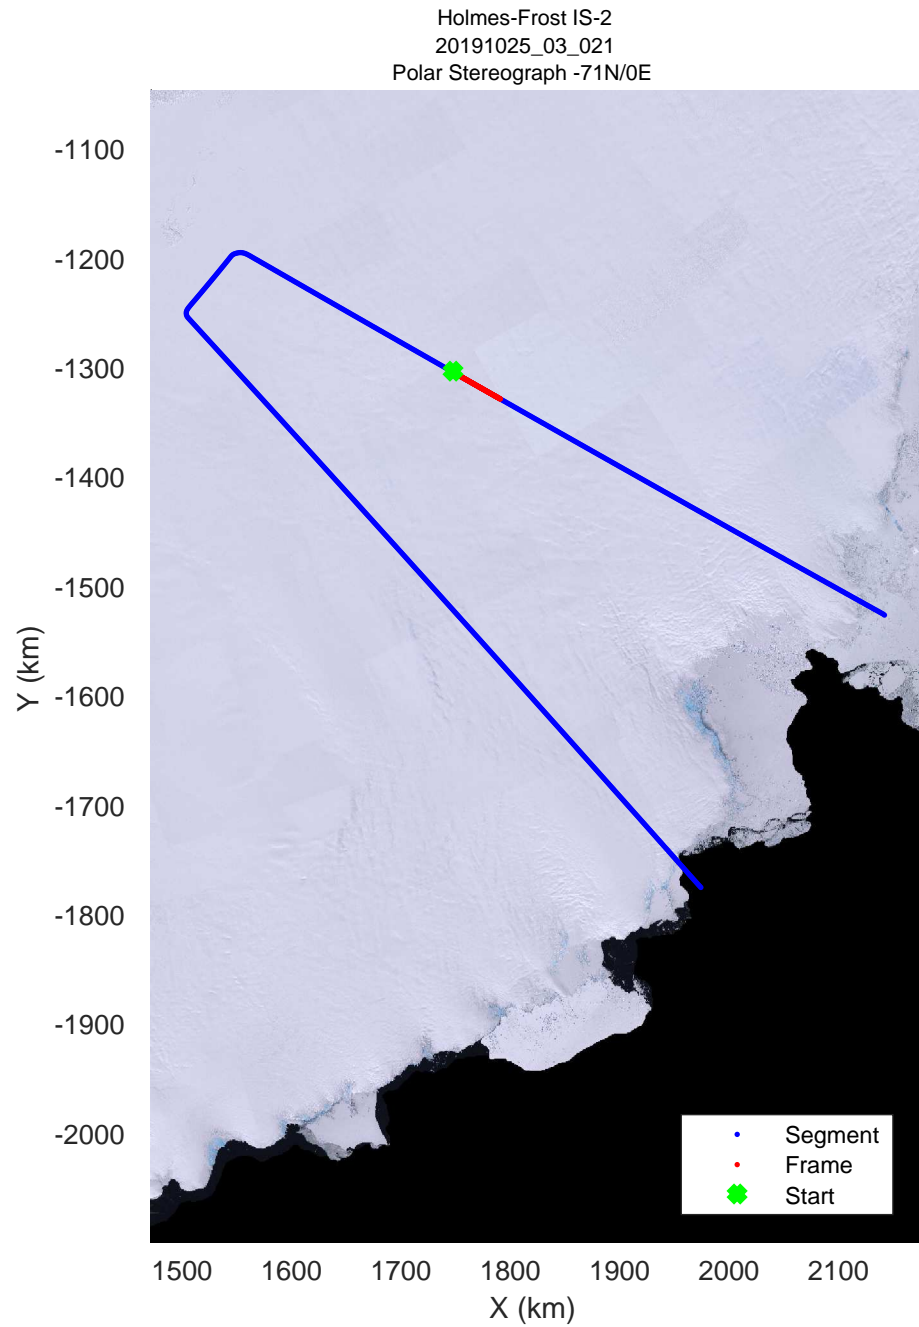 Holmes-Frost IS-2
20191025_03_021
Polar Stereograph -71N/0E
-1100
-1200
-1300
-1400
-1500
-1600
-1700
-1800
-1900
-2000
Y (km)
Segment
Frame
Start
1500 1600 1700 1800 1900 2000 2100
X (km)